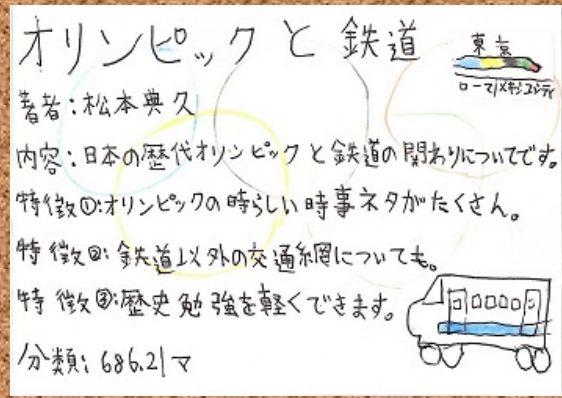 オリンピックと鉄道
東京
ローマ/メキシコシティ
著者:松本典久
内容:日本の歴代オリンピックと鉄道の関わりについてです。
特徴①:オリンピックの時らしい時事ネタがたくさん。
特徴②:鉄道以外の交通網についても。
特徴③:歴史勉強を軽くできます。
分類:686.21マ